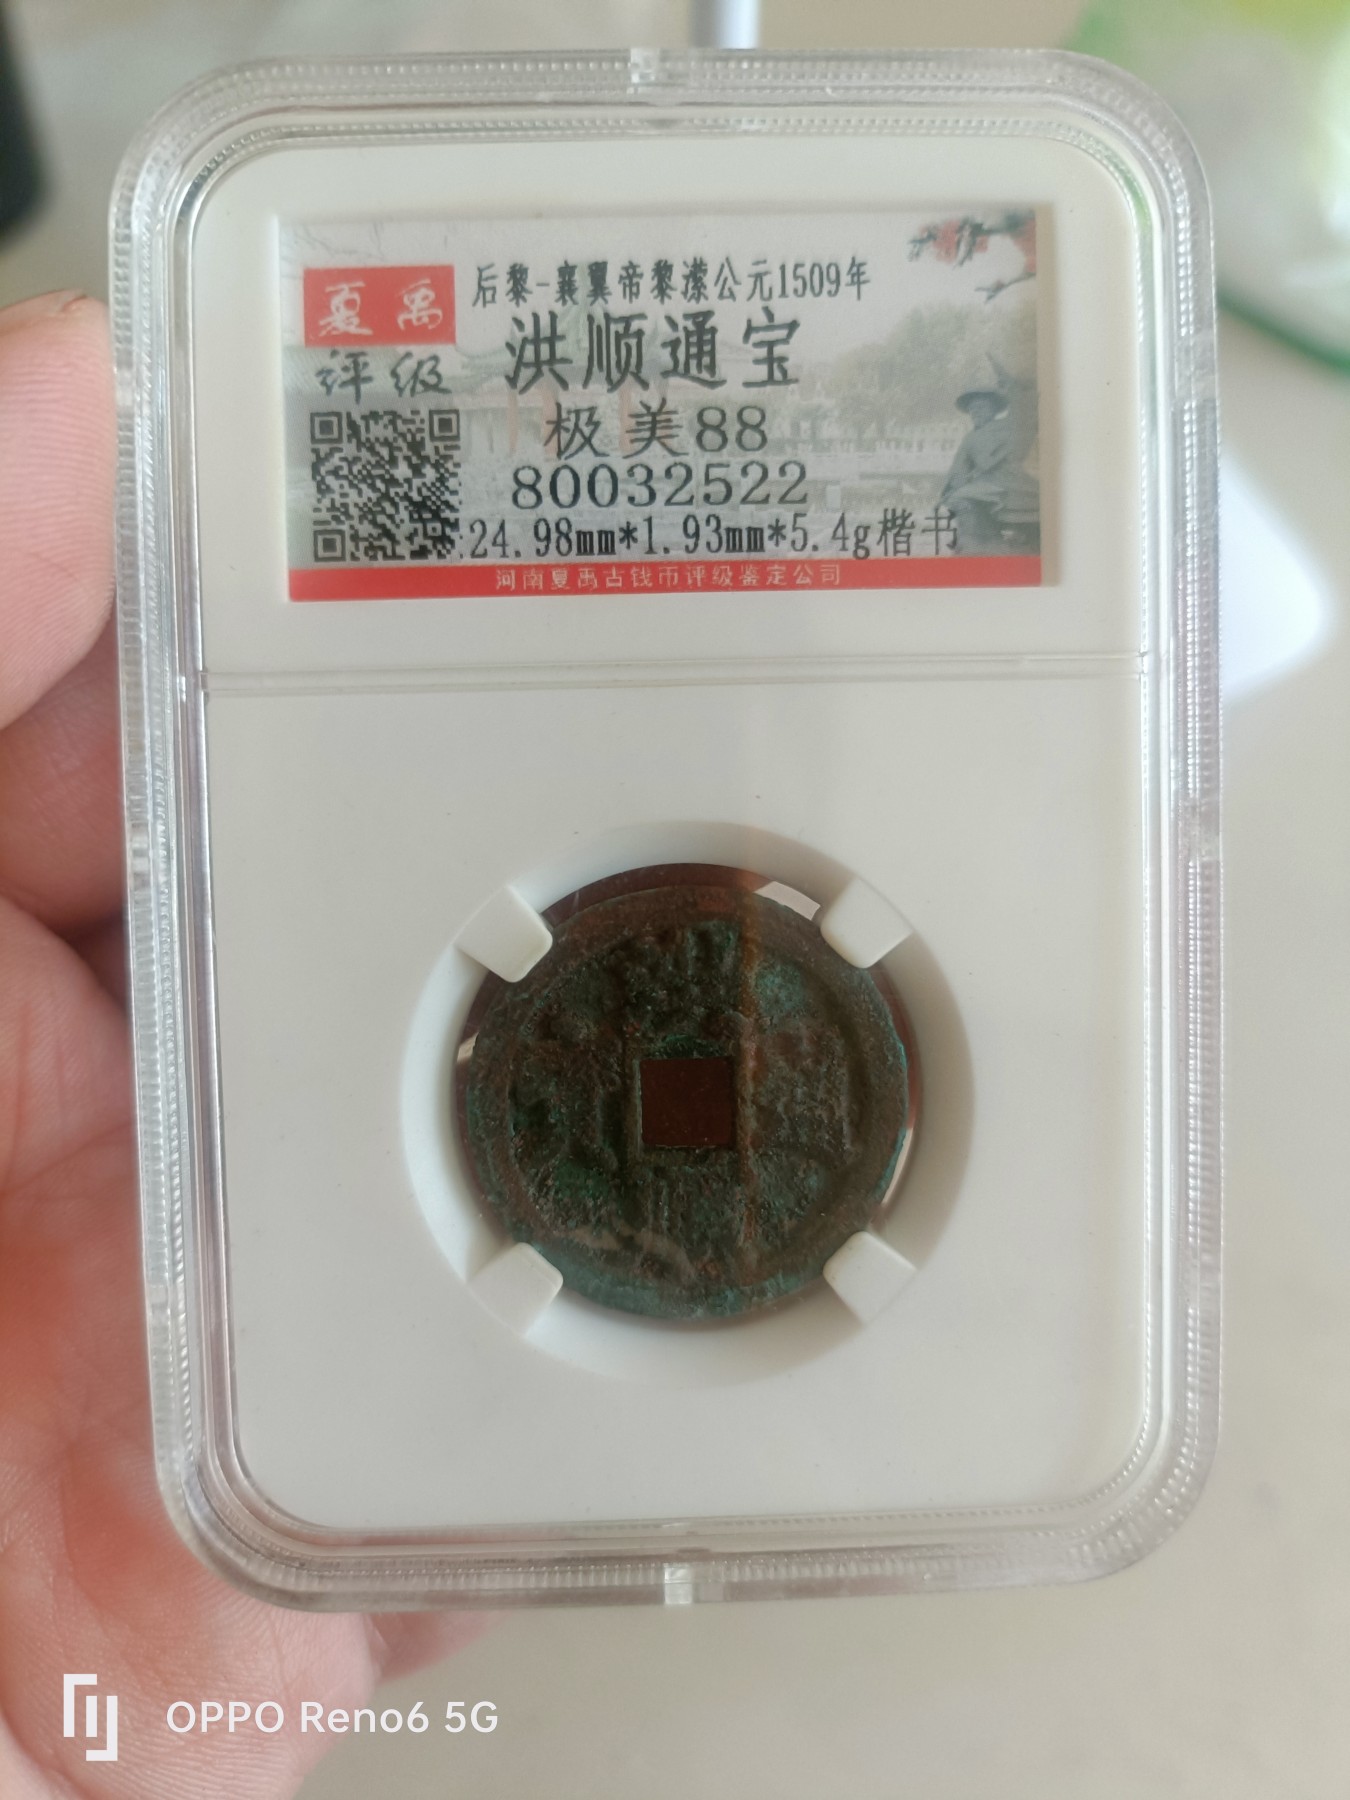 后黎-襄翼帝黎濴公元1509年
夏禹
评级
洪顺通宝
极美88
80032522
24.98mm*1.93mm*5.4g楷书
河南夏禹古钱币评级鉴定公司
OPPO Reno6 5G